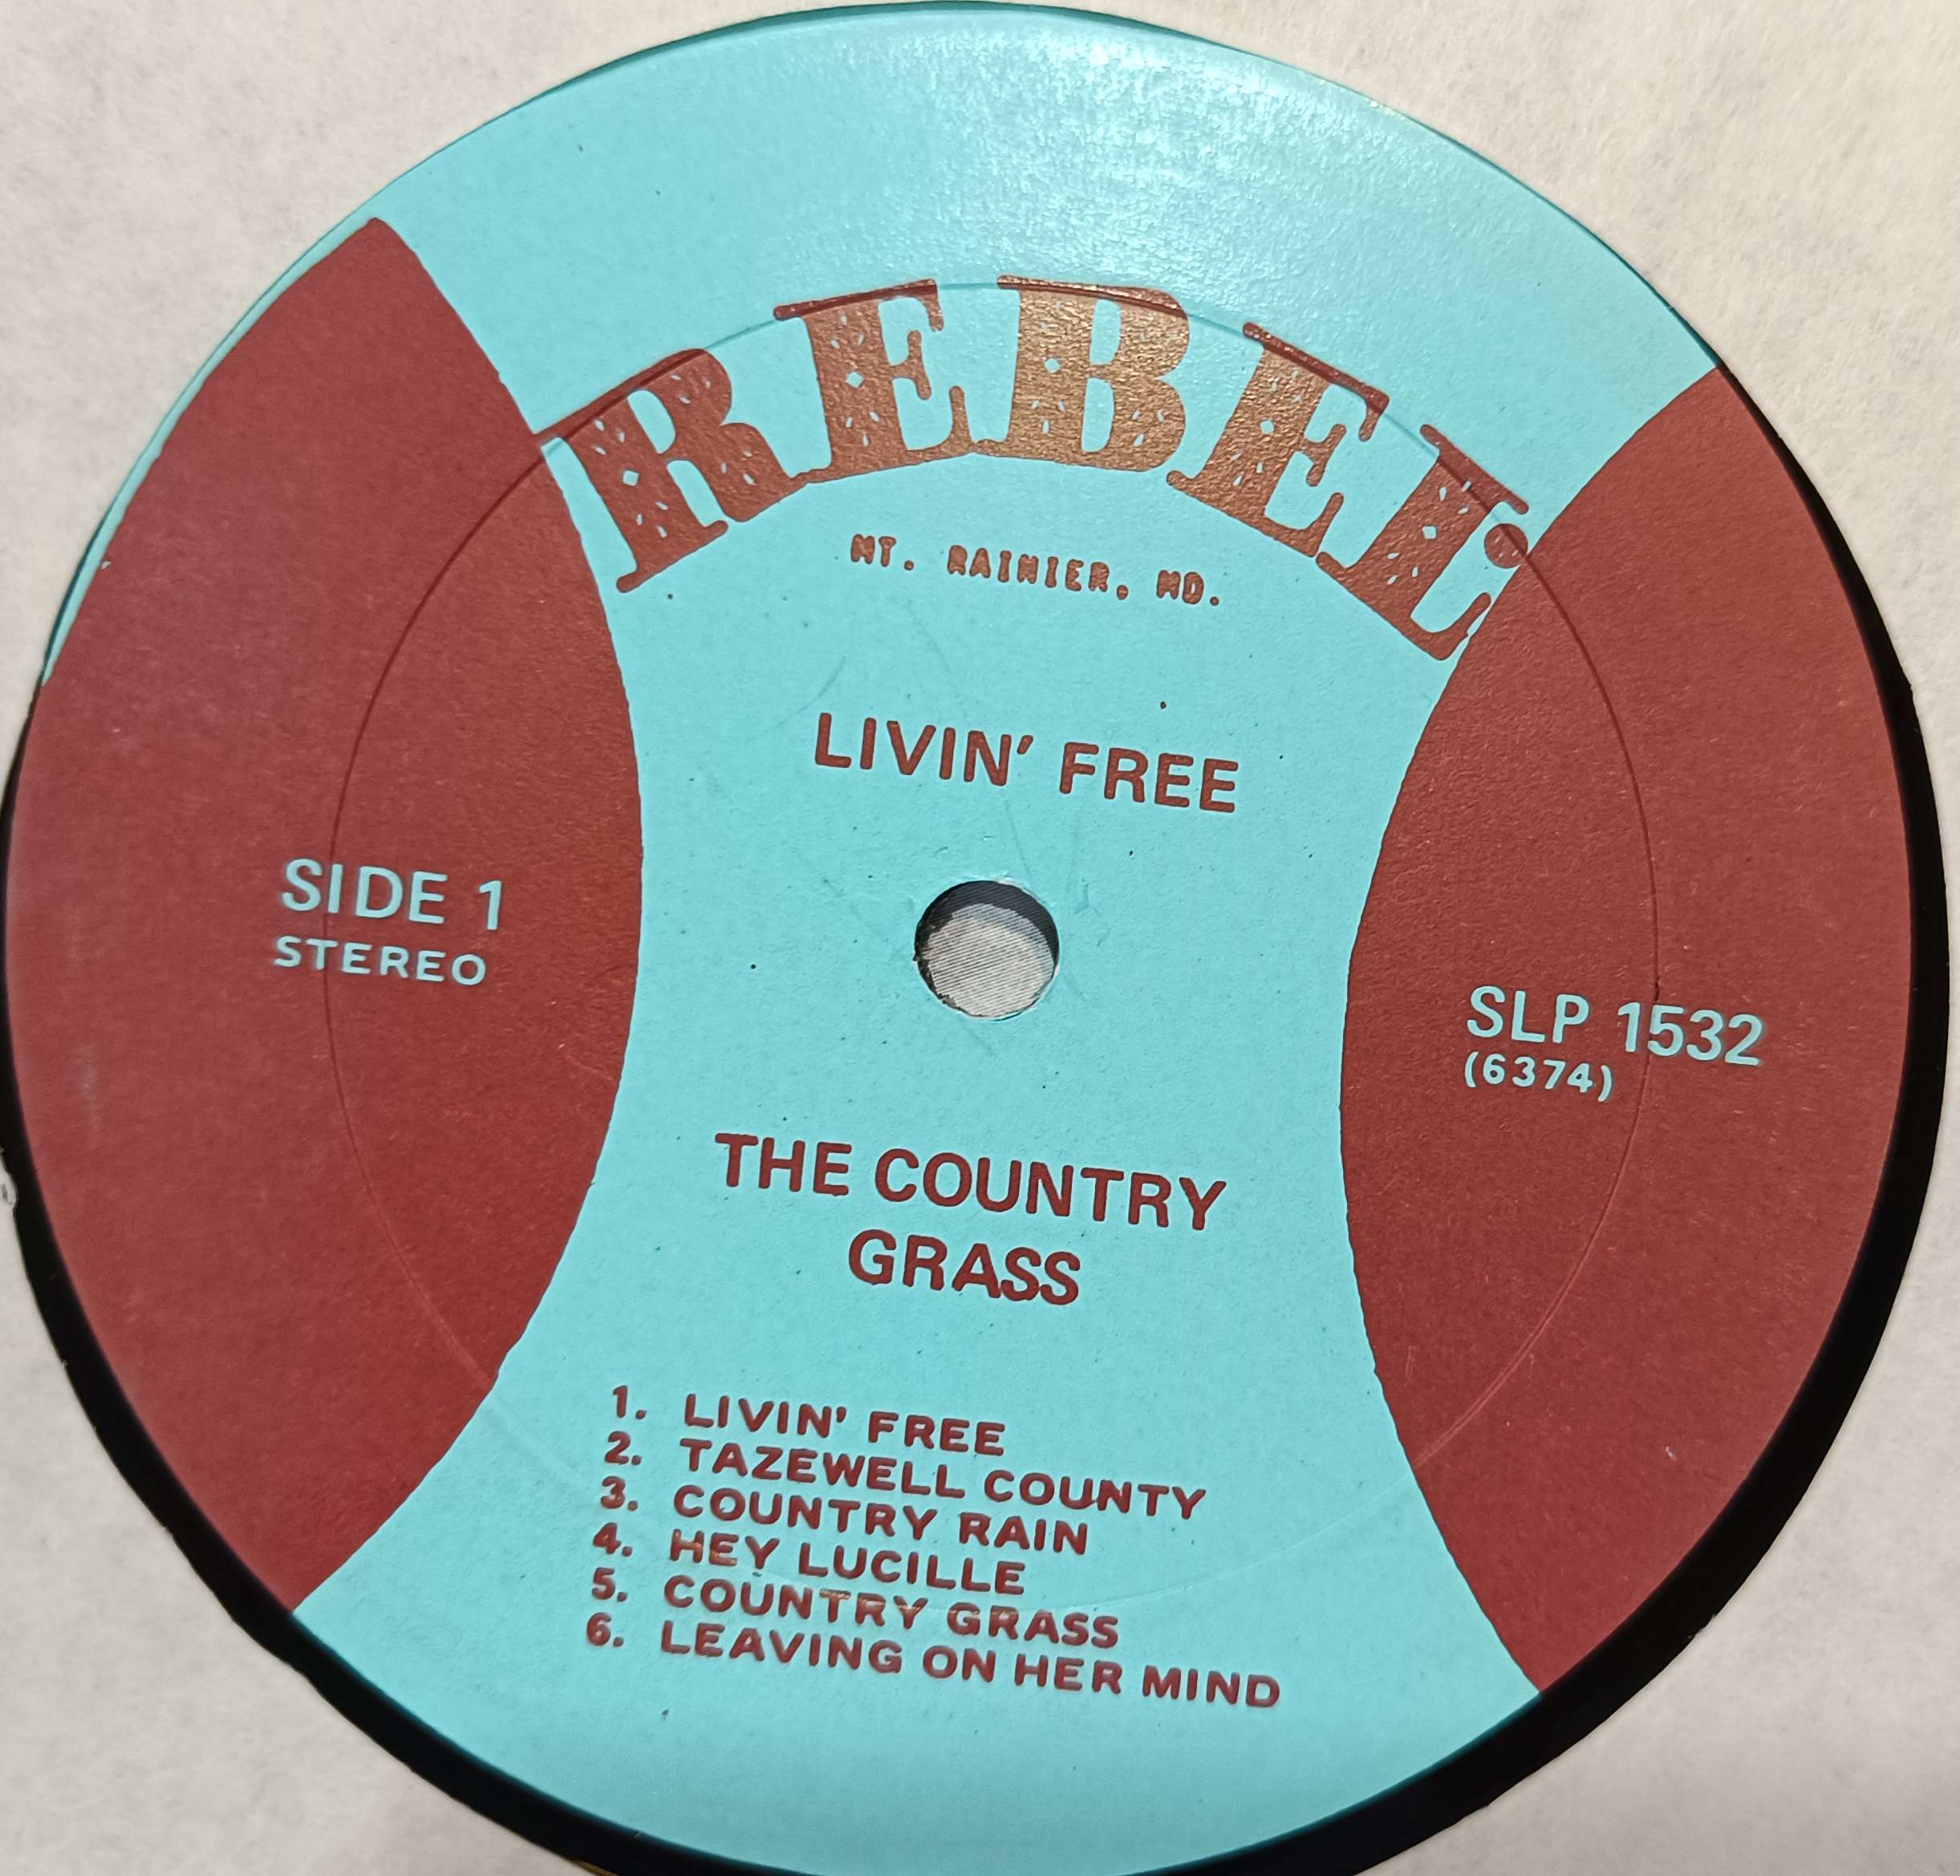 REBEL
MT. RAINIER, MD.
LIVIN' FREE
SIDE 1
STEREO
SLP 1532
(6374)
THE COUNTRY
GRASS
1. LIVIN' FREE
2. TAZEWELL COUNTY
3. COUNTRY RAIN
4. HEY LUCILLE
5. COUNTRY GRASS
6. LEAVING ON HER MIND